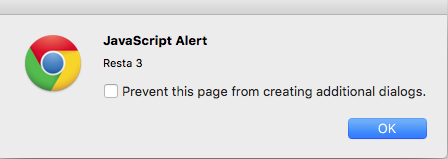 JavaScript Alert
Resta 3
Prevent this page from creating additional dialogs.
OK